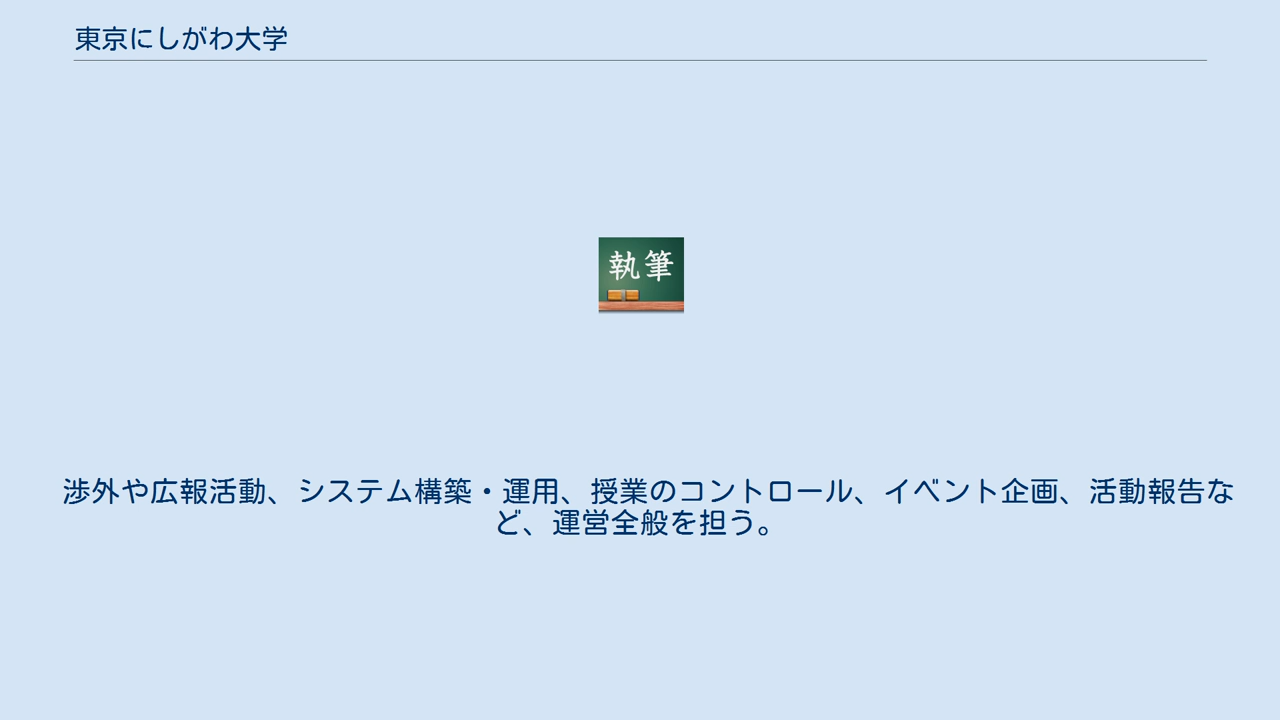 東京にしがわ大学
執筆
渉外や広報活動、システム構築・運用、授業のコントロール、イベント企画、活動報告な
ど、運営全般を担う。